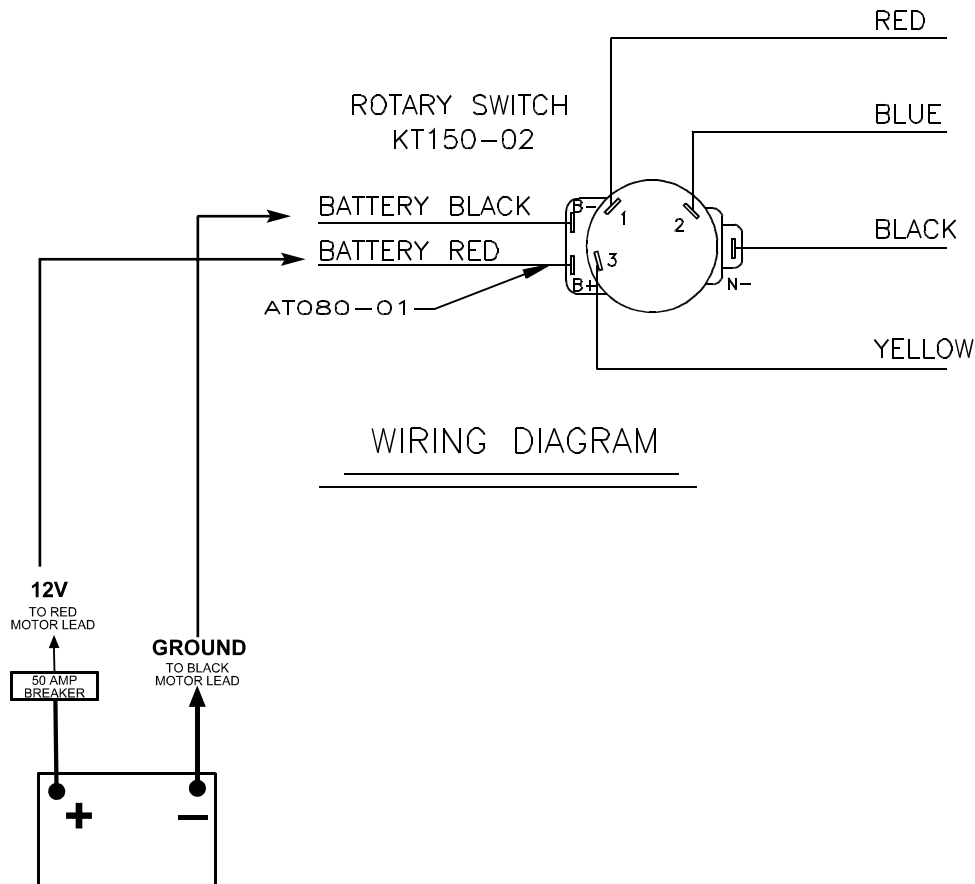 RED
ROTARY SWITCH
KT150-02
BLUE
BATTERY BLACK
B-
1
2
BLACK
BATTERY RED
3
B+
N-
AT080-01
YELLOW
WIRING DIAGRAM
12V
TO RED
MOTOR LEAD
GROUND
TO BLACK
MOTOR LEAD
50 AMP
BREAKER
+
−